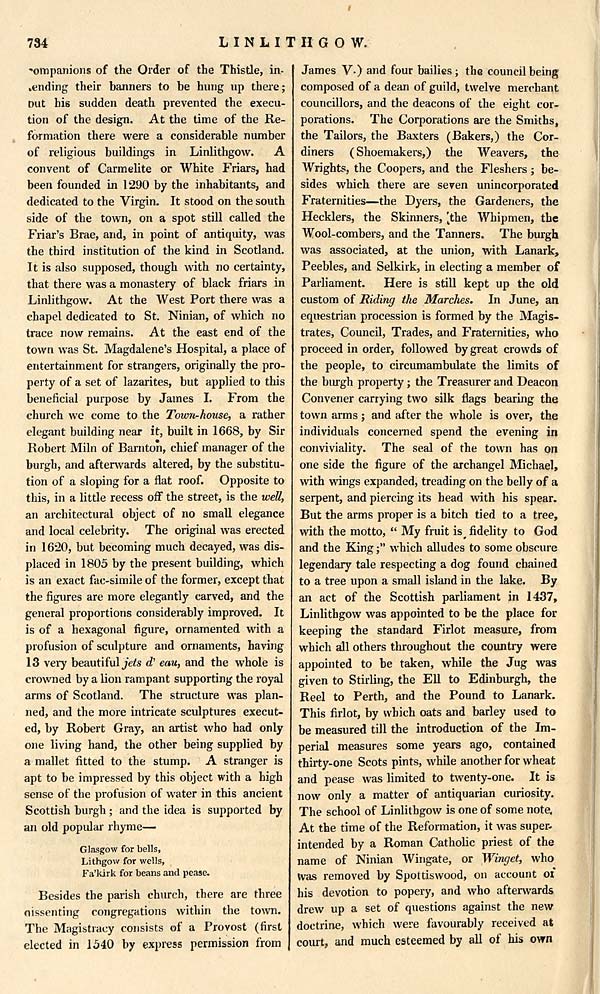 734
LINLITHGOW.
companions of the Order of the Thistle, in-
tending their banners to be hung up there;
but his sudden death prevented the execu-
tion of the design. At the time of the Re-
formation there were a considerable number
of religious buildings in Linlithgow. A
convent of Carmelite or White Friars, had
been founded in 1290 by the inhabitants, and
dedicated to the Virgin. It stood on the south
side of the town, on a spot still called the
Friar's Brae, and, in point of antiquity, was
the third institution of the kind in Scotland.
It is also supposed, though with no certainty,
that there was a monastery of black friars in
Linlithgow. At the West Port there was a
chapel dedicated to St. Ninian, of which no
trace now remains. At the east end of the
town was St. Magdalene's Hospital, a place of
entertainment for strangers, originally the pro-
perty of a set of lazarites, but applied to this
beneficial purpose by James I. From the
church we come to the Town-house, a rather
elegant building near it, built in 1668, by Sir
Robert Miln of Barnton, chief manager of the
burgh, and afterwards altered, by the substitu-
tion of a sloping for a flat roof. Opposite to
this, in a little recess off the street, is the well,
an architectural object of no small elegance
and local celebrity. The original was erected
in 1620, but becoming much decayed, was dis-
placed in 1805 by the present building, which
is an exact fac-simile of the former, except that
the figures are more elegantly carved, and the
general proportions considerably improved. It
is of a hexagonal figure, ornamented with a
profusion of sculpture and ornaments, having
13 very beautiful jets d' eau, and the whole is
crowned by a lion rampant supporting the royal
arms of Scotland. The structure was plan-
ned, and the more intricate sculptures execut-
ed, by Robert Gray, an artist who had only
one living hand, the other being supplied by
a mallet fitted to the stump. A stranger is
apt to be impressed by this object with a high
sense of the profusion of water in this ancient
Scottish burgh; and the idea is supported by
an old popular rhyme—
Glasgow for bells,
Lithgow for wells,
Fa'kirk for beans and pease.
Besides the parish church, there are three
dissenting congregations within the town.
The Magistracy consists of a Provost (first
elected in 1540 by express permission from
James V.) and four bailies; the council being
composed of a dean of guild, twelve merchant
councillors, and the deacons of the eight cor-
porations. The Corporations are the Smiths,
the Tailors, the Baxters (Bakers,) the Cor-
diners (Shoemakers,) the Weavers, the
Wrights, the Coopers, and the Fleshers; be-
sides which there are seven unincorporated
Fraternities—the Dyers, the Gardeners, the
Hecklers, the Skinners, the Whipmen, the
Wool-combers, and the Tanners. The burgh
was associated, at the union, with Lanark,
Peebles, and Selkirk, in electing a member of
Parliament. Here is still kept up the old
custom of Riding the Marches. In June, an
equestrian procession is formed by the Magis-
trates, Council, Trades, and Fraternities, who
proceed in order, followed by great crowds of
the people, to circumambulate the limits of
the burgh property; the Treasurer and Deacon
Convener carrying two silk flags bearing the
town arms; and after the whole is over, the
individuals concerned spend the evening in
conviviality. The seal of the town has on
one side the figure of the archangel Michael,
with wings expanded, treading on the belly of a
serpent, and piercing its head with his spear.
But the arms proper is a bitch tied to a tree,
with the motto, "My fruit is fidelity to God
and the King;" which alludes to some obscure
legendary tale respecting a dog found chained
to a tree upon a small island in the lake. By
an act of the Scottish parliament in 1437,
Linlithgow was appointed to be the place for
keeping the standard Firlot measure, from
which all others throughout the country were
appointed to be taken, while the Jug was
given to Stirling, the Ell to Edinburgh, the
Reel to Perth, and the Pound to Lanark.
This firlot, by which oats and barley used to
be measured till the introduction of the Im-
perial measures some years ago, contained
thirty-one Scots pints, while another for wheat
and pease was limited to twenty-one. It is
now only a matter of antiquarian curiosity.
The school of Linlithgow is one of some note.
At the time of the Reformation, it was super-
intended by a Roman Catholic priest of the
name of Ninian Wingate, or Winget, who
was removed by Spottiswood, on account of
his devotion to popery, and who afterwards
drew up a set of questions against the new
doctrine, which were favourably received at
court, and much esteemed by all of his own